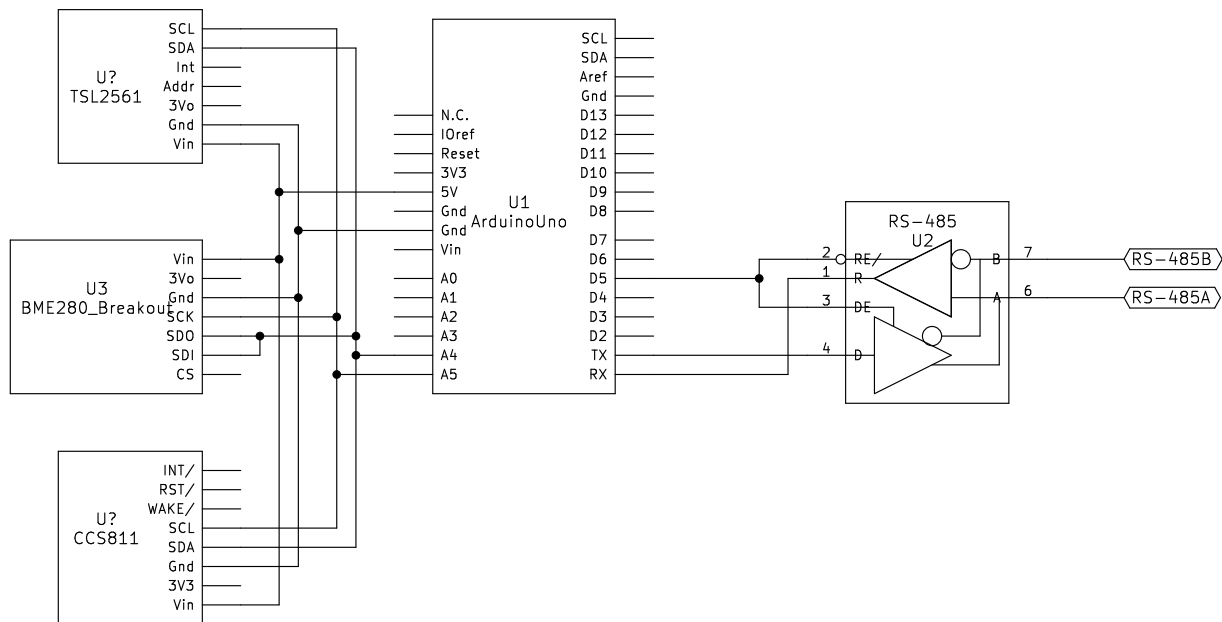 SCL
SDA
Int
Addr
3Vo
Gnd
Vin
U?
TSL2561
Vin
3Vo
Gnd
SCK
SDO
SDI
CS
U3
BME280_Breakout
INT/
RST/
WAKE/
SCL
SDA
Gnd
3V3
Vin
U?
CCS811
N.C.
IOref
Reset
3V3
5V
Gnd
Gnd
Vin
A0
A1
A2
A3
A4
A5
U1
ArduinoUno
SCL
SDA
Aref
Gnd
D13
D12
D11
D10
D9
D8
D7
D6
D5
D4
D3
D2
TX
RX
RS-485
U2
2 RE/
1 R
3 DE
4 D
B 7
A 6
RS-485B
RS-485A